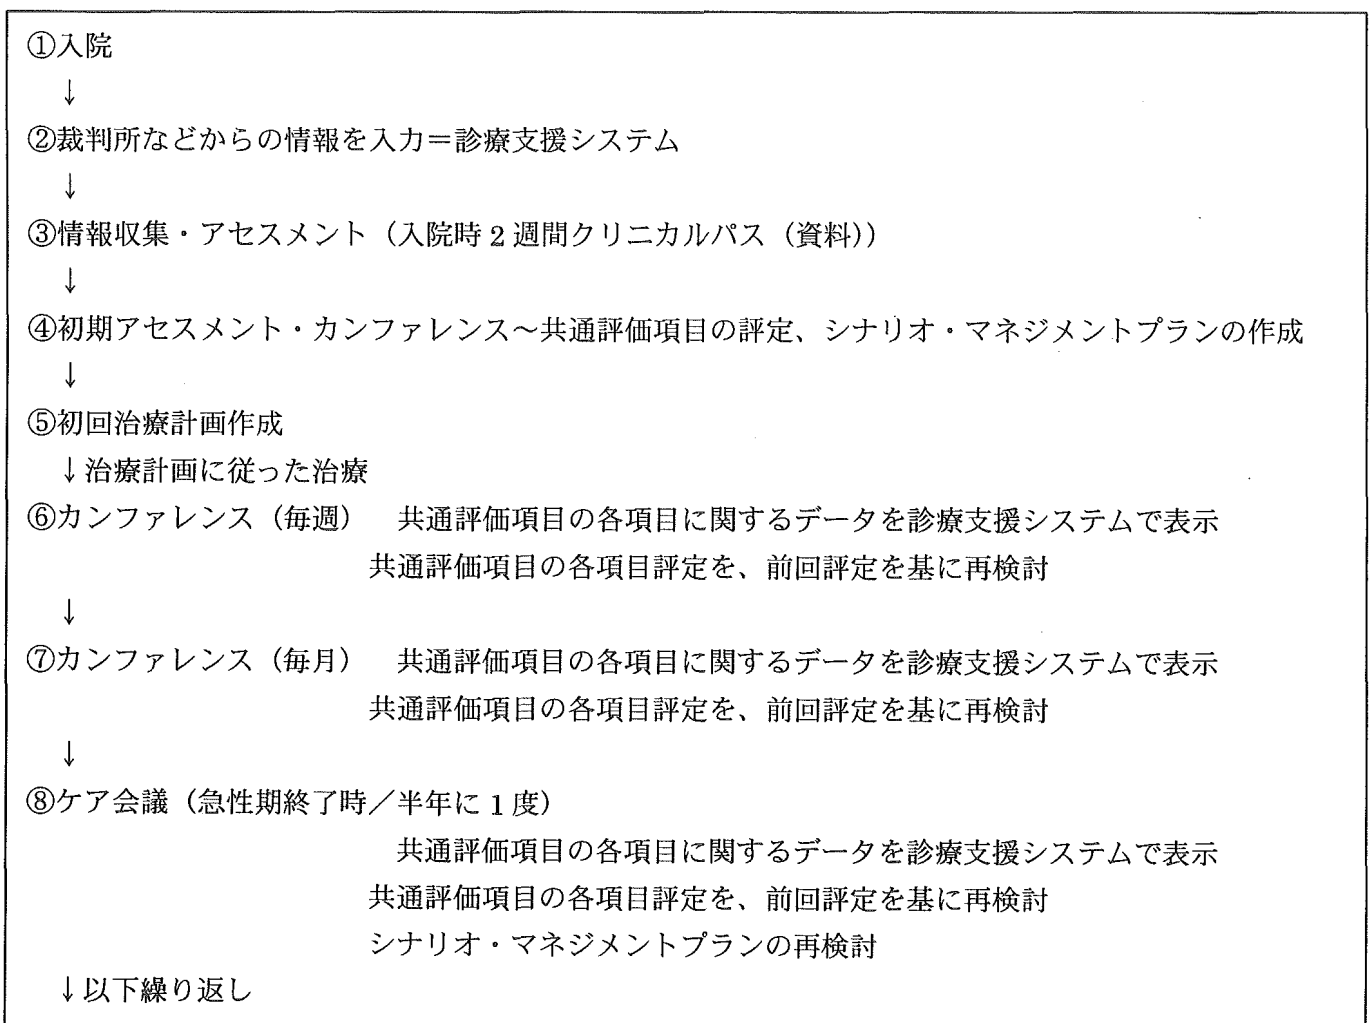 ①入院
↓
②裁判所などからの情報を入力＝診療支援システム
↓
③情報収集・アセスメント（入院時2週間クリニカルパス（資料））
↓
④初期アセスメント・カンファレンス～共通評価項目の評定、シナリオ・マネジメントプランの作成
↓
⑤初回治療計画作成
↓治療計画に従った治療
⑥カンファレンス（毎週）　共通評価項目の各項目に関するデータを診療支援システムで表示
共通評価項目の各項目評定を、前回評定を基に再検討
↓
⑦カンファレンス（毎月）　共通評価項目の各項目に関するデータを診療支援システムで表示
共通評価項目の各項目評定を、前回評定を基に再検討
↓
⑧ケア会議（急性期終了時／半年に1度）
共通評価項目の各項目に関するデータを診療支援システムで表示
共通評価項目の各項目評定を、前回評定を基に再検討
シナリオ・マネジメントプランの再検討
↓以下繰り返し